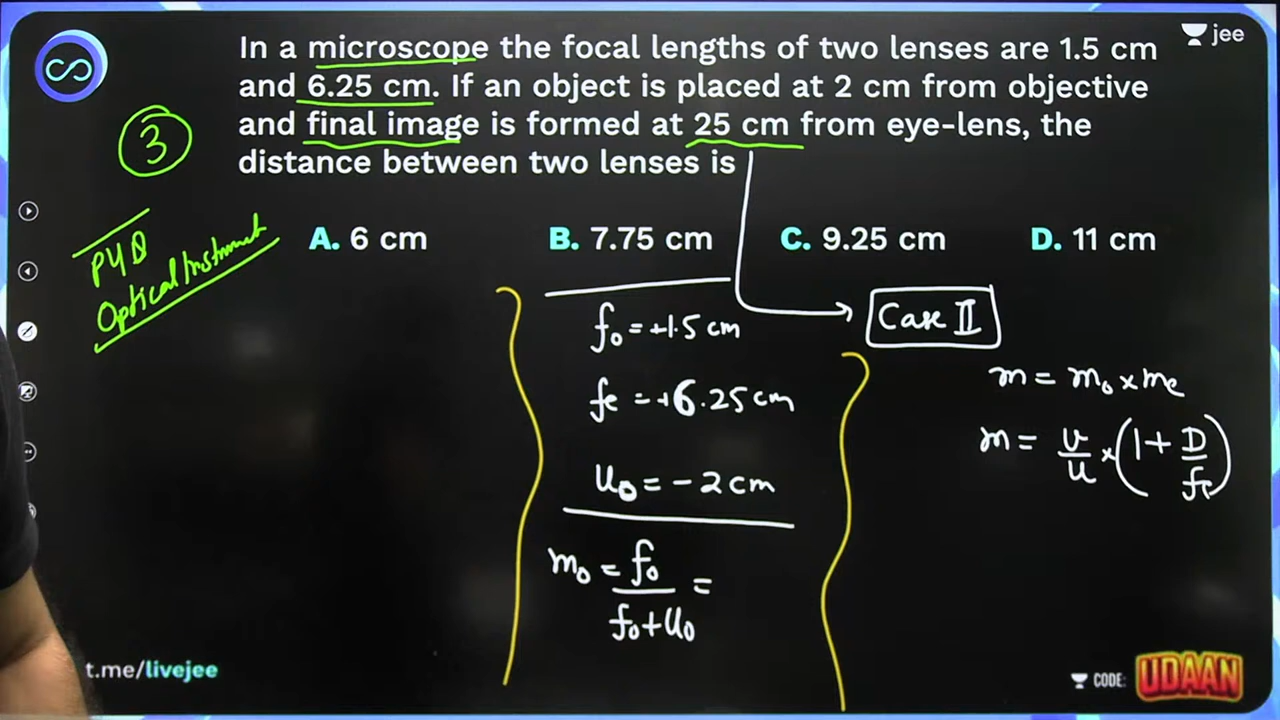 In a microscope the focal lengths of two lenses are 1.5 cm
and 6.25 cm. If an object is placed at 2 cm from objective
and final image is formed at 25 cm from eye-lens, the
distance between two lenses is
jee
3
PYQ
Optical Instrument
A. 6 cm
B. 7.75 cm
C. 9.25 cm
D. 11 cm
Case II
f₀ = +1.5 cm
fe = +6.25 cm
u₀ = -2 cm
m₀ = f₀ / f₀+u₀ =
m = m₀ × me
m = v/u × (1 + D/fe)
t.me/livejee
CODE: UDAAN